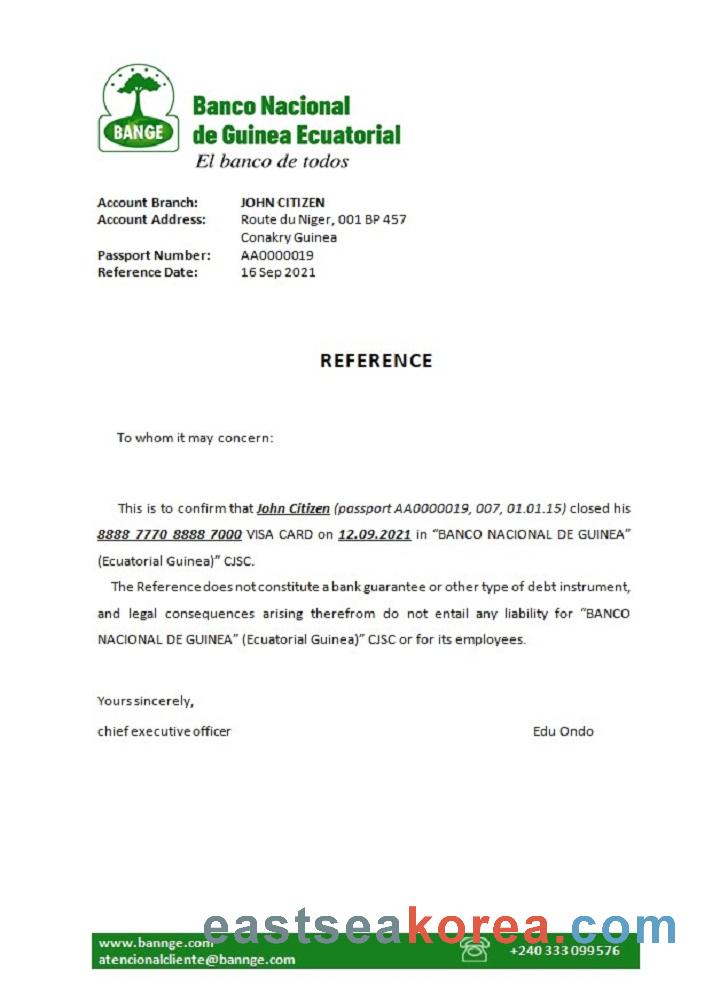 BANGE
Banco Nacional
de Guinea Ecuatorial
El banco de todos
Account Branch: JOHN CITIZEN
Account Address: Route du Niger, 001 BP 457
Conakry Guinea
Passport Number: AA0000019
Reference Date: 16 Sep 2021
REFERENCE
To whom it may concern:
This is to confirm that John Citizen (passport AA0000019, 007, 01.01.15) closed his
8888 7770 8888 7000 VISA CARD on 12.09.2021 in “BANCO NACIONAL DE GUINEA”
(Ecuatorial Guinea)” CJSC.
The Reference does not constitute a bank guarantee or other type of debt instrument,
and legal consequences arising therefrom do not entail any liability for “BANCO
NACIONAL DE GUINEA” (Ecuatorial Guinea)” CJSC or for its employees.
Yours sincerely,
chief executive officer Edu Ondo
eastseakorea.com
www.bannge.com
atencionalcliente@bannge.com
+240 333 099576